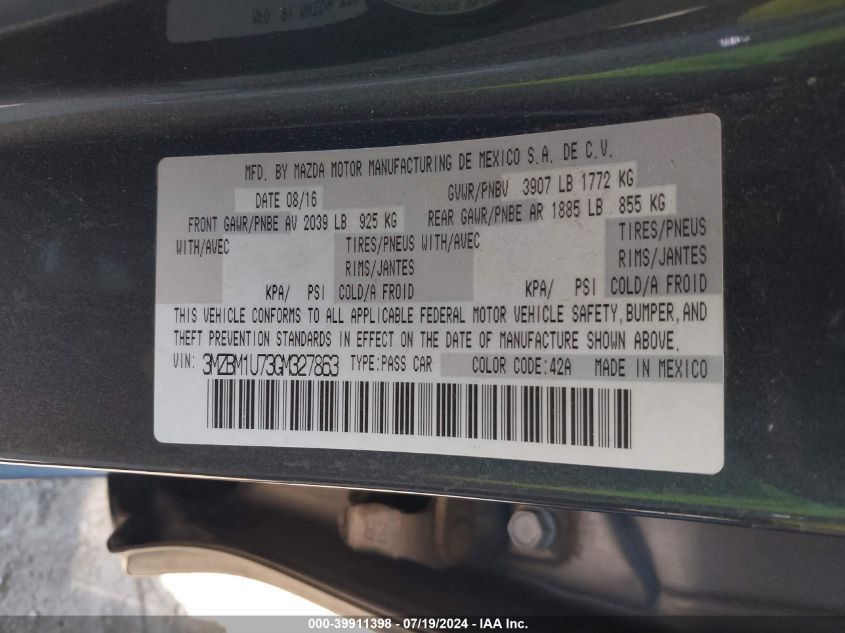 MFD. BY MAZDA MOTOR MANUFACTURING DE MEXICO S.A. DE C.V.
DATE 08/16 GVWR/PNBV 3907 LB 1772 KG
FRONT GAWR/PNBE AV 2039 LB 925 KG REAR GAWR/PNBE AR 1885 LB 855 KG
WITH/AVEC TIRES/PNEUS WITH/AVEC TIRES/PNEUS
RIMS/JANTES RIMS/JANTES
KPA/ PSI COLD/A FROID KPA/ PSI COLD/A FROID
THIS VEHICLE CONFORMS TO ALL APPLICABLE FEDERAL MOTOR VEHICLE SAFETY, BUMPER, AND
THEFT PREVENTION STANDARDS IN EFFECT ON THE DATE OF MANUFACTURE SHOWN ABOVE.
VIN: 3MZBM1U73GM327863 TYPE:PASS CAR COLOR CODE:42A MADE IN MEXICO
000-39911398 - 07/19/2024 - IAA Inc.